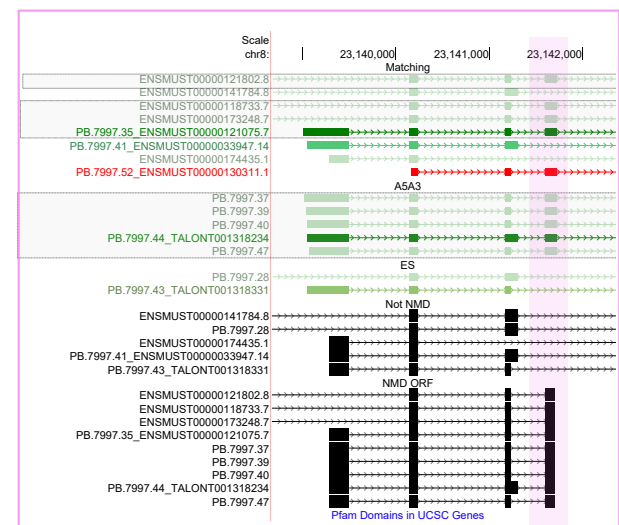 Scale
chr8: 23,140,000 23,141,000 23,142,000
Matching
ENSMUST00000121802.8
ENSMUST00000141784.8
ENSMUST00000118733.7
ENSMUST00000173248.7
PB.7997.35_ENSMUST00000121075.7
PB.7997.41_ENSMUST00000033947.14
ENSMUST00000174435.1
PB.7997.52_ENSMUST00000130311.1
A5A3
PB.7997.37
PB.7997.39
PB.7997.40
PB.7997.44_TALONT001318234
PB.7997.47
ES
PB.7997.28
PB.7997.43_TALONT001318331
Not NMD
ENSMUST00000141784.8
PB.7997.28
ENSMUST00000174435.1
PB.7997.41_ENSMUST00000033947.14
PB.7997.43_TALONT001318331
NMD ORF
ENSMUST00000121802.8
ENSMUST00000118733.7
ENSMUST00000173248.7
PB.7997.35_ENSMUST00000121075.7
PB.7997.37
PB.7997.39
PB.7997.40
PB.7997.44_TALONT001318234
PB.7997.47
Pfam Domains in UCSC Genes